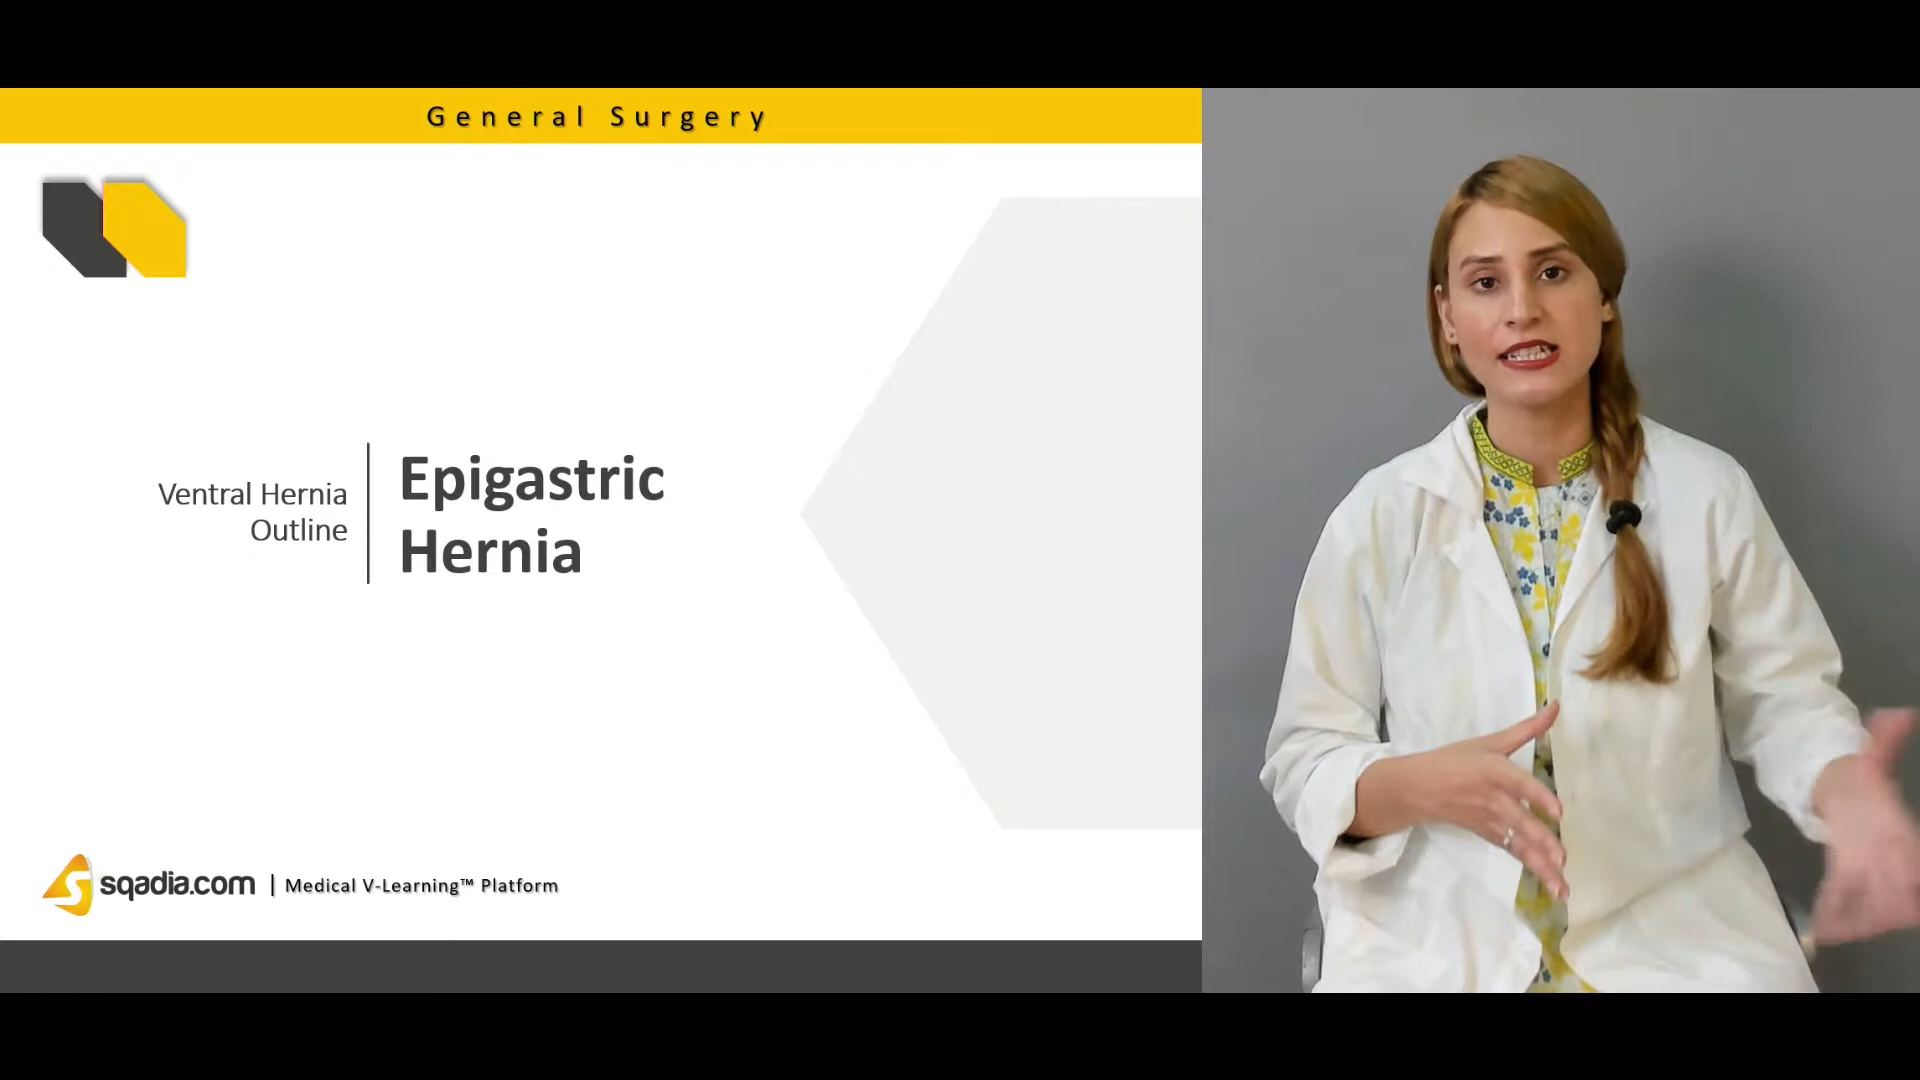 General Surgery
Ventral Hernia
Outline
Epigastric
Hernia
sqadia.com | Medical V-Learning™ Platform